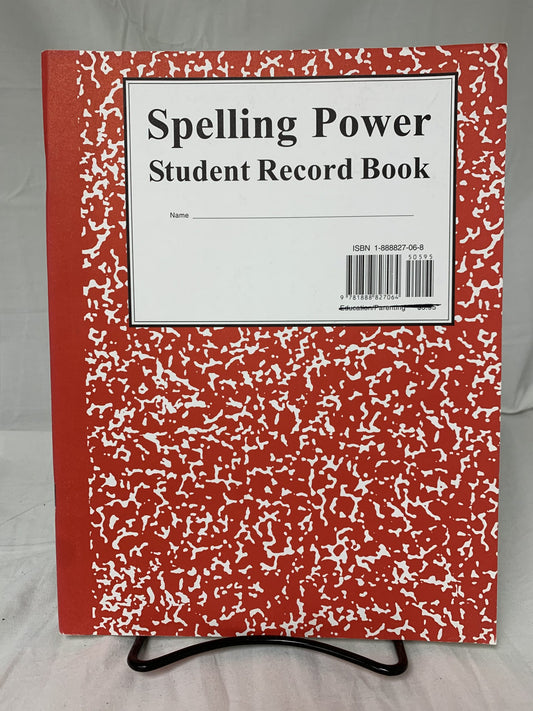 Spelling Power
Student Record Book
Name
ISBN 1-888827-06-8
50595
9 781888 827064
Education/Parenting